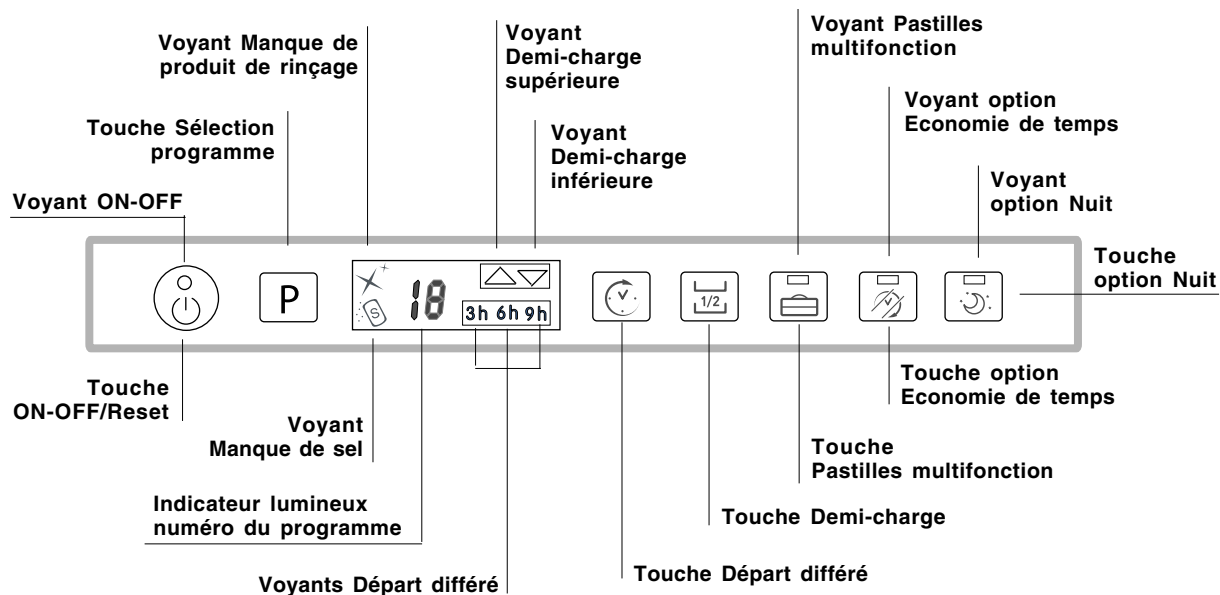 Voyant Manque de
produit de rinçage
Voyant
Demi-charge
supérieure
Voyant Pastilles
multifonction
Touche Sélection
programme
Voyant
Demi-charge
inférieure
Voyant option
Economie de temps
Voyant ON-OFF
Voyant
option Nuit
Touche
option Nuit
P
S
18
3h 6h 9h
1/2
Touche
ON-OFF/Reset
Voyant
Manque de sel
Touche option
Economie de temps
Touche
Pastilles multifonction
Indicateur lumineux
numéro du programme
Touche Demi-charge
Voyants Départ différé
Touche Départ différé